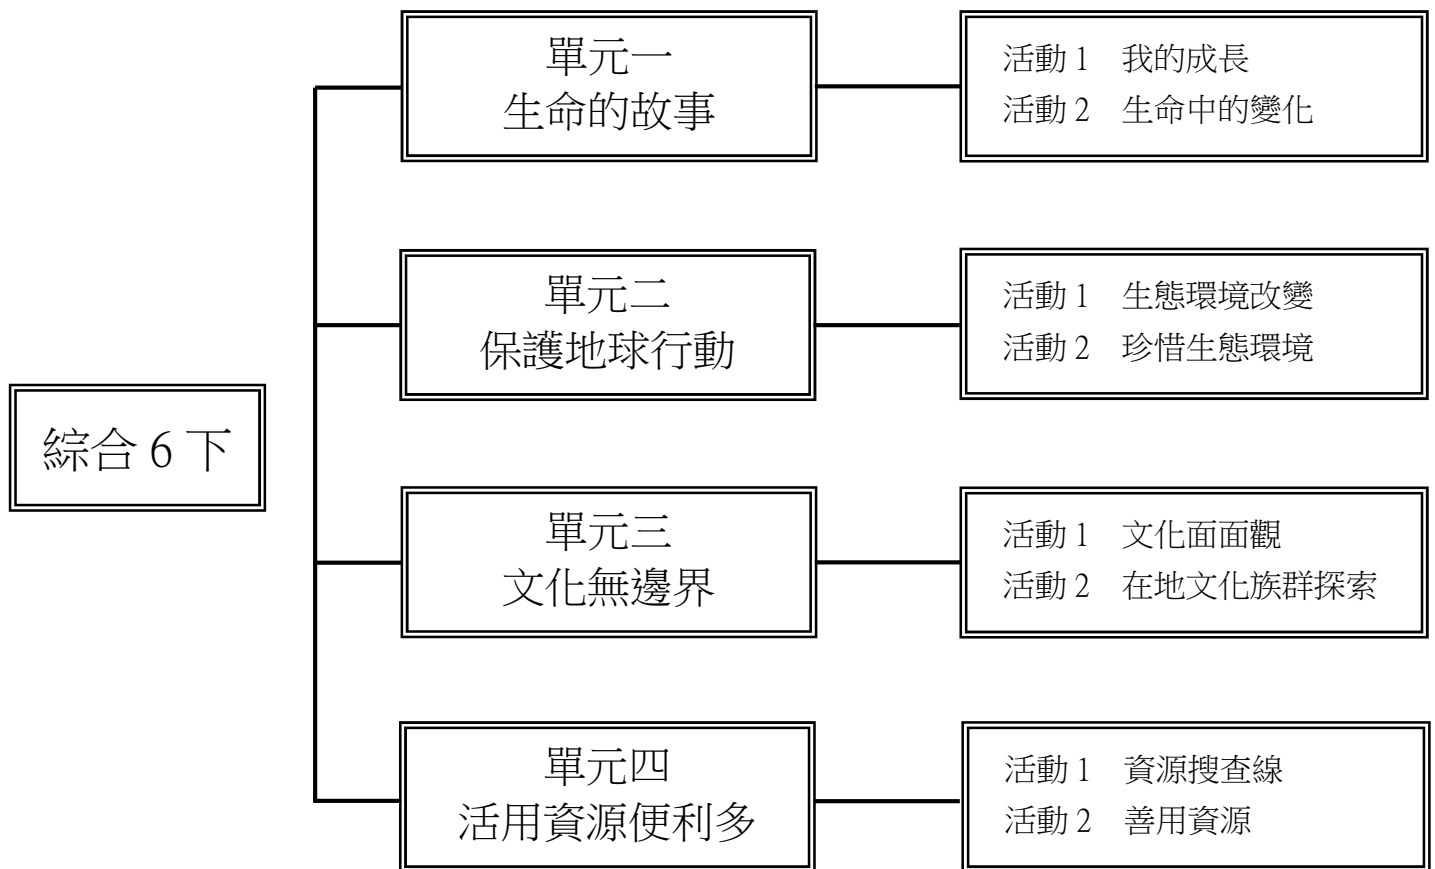 綜合 6 下
單元一
生命的故事
活動 1 我的成長
活動 2 生命中的變化
單元二
保護地球行動
活動 1 生態環境改變
活動 2 珍惜生態環境
單元三
文化無邊界
活動 1 文化面面觀
活動 2 在地文化族群探索
單元四
活用資源便利多
活動 1 資源搜查線
活動 2 善用資源